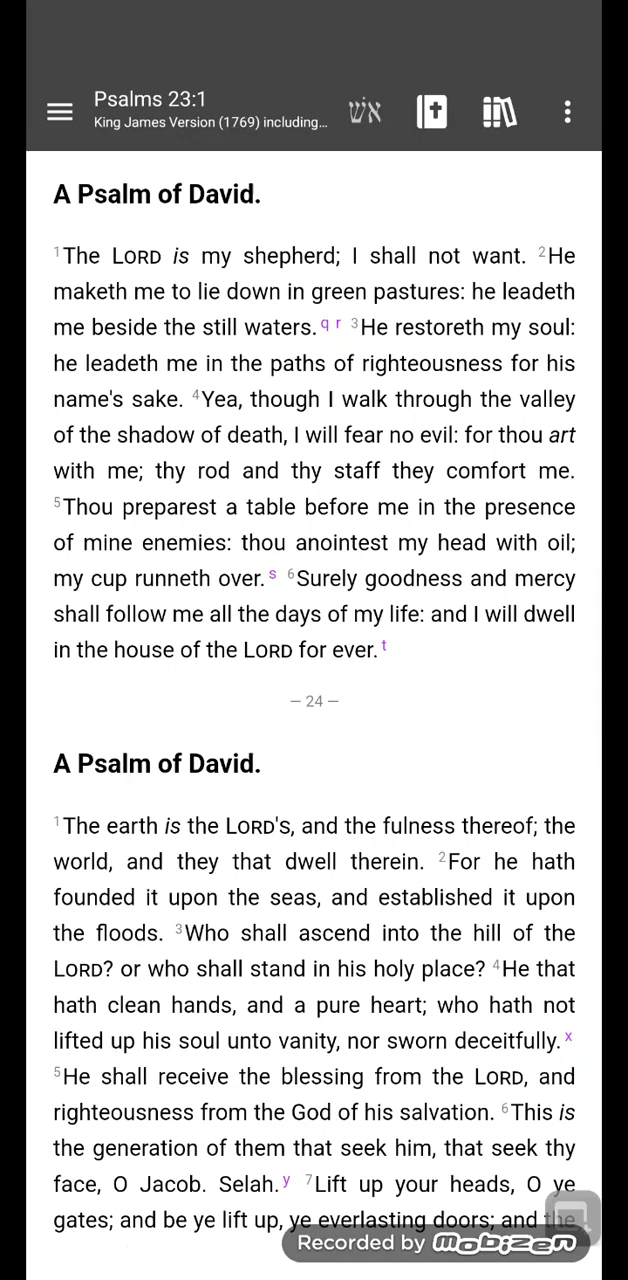 Psalms 23:1
King James Version (1769) including...
אש
A Psalm of David.
1The LORD is my shepherd; I shall not want. 2He
maketh me to lie down in green pastures: he leadeth
me beside the still waters. q r 3He restoreth my soul:
he leadeth me in the paths of righteousness for his
name's sake. 4Yea, though I walk through the valley
of the shadow of death, I will fear no evil: for thou art
with me; thy rod and thy staff they comfort me.
5Thou preparest a table before me in the presence
of mine enemies: thou anointest my head with oil;
my cup runneth over. s 6Surely goodness and mercy
shall follow me all the days of my life: and I will dwell
in the house of the LORD for ever. t
— 24 —
A Psalm of David.
1The earth is the LORD'S, and the fulness thereof; the
world, and they that dwell therein. 2For he hath
founded it upon the seas, and established it upon
the floods. 3Who shall ascend into the hill of the
LORD? or who shall stand in his holy place? 4He that
hath clean hands, and a pure heart; who hath not
lifted up his soul unto vanity, nor sworn deceitfully. x
5He shall receive the blessing from the LORD, and
righteousness from the God of his salvation. 6This is
the generation of them that seek him, that seek thy
face, O Jacob. Selah. y 7Lift up your heads, O ye
gates; and be ye lift up, ye everlasting doors; and the
Recorded by mobizen